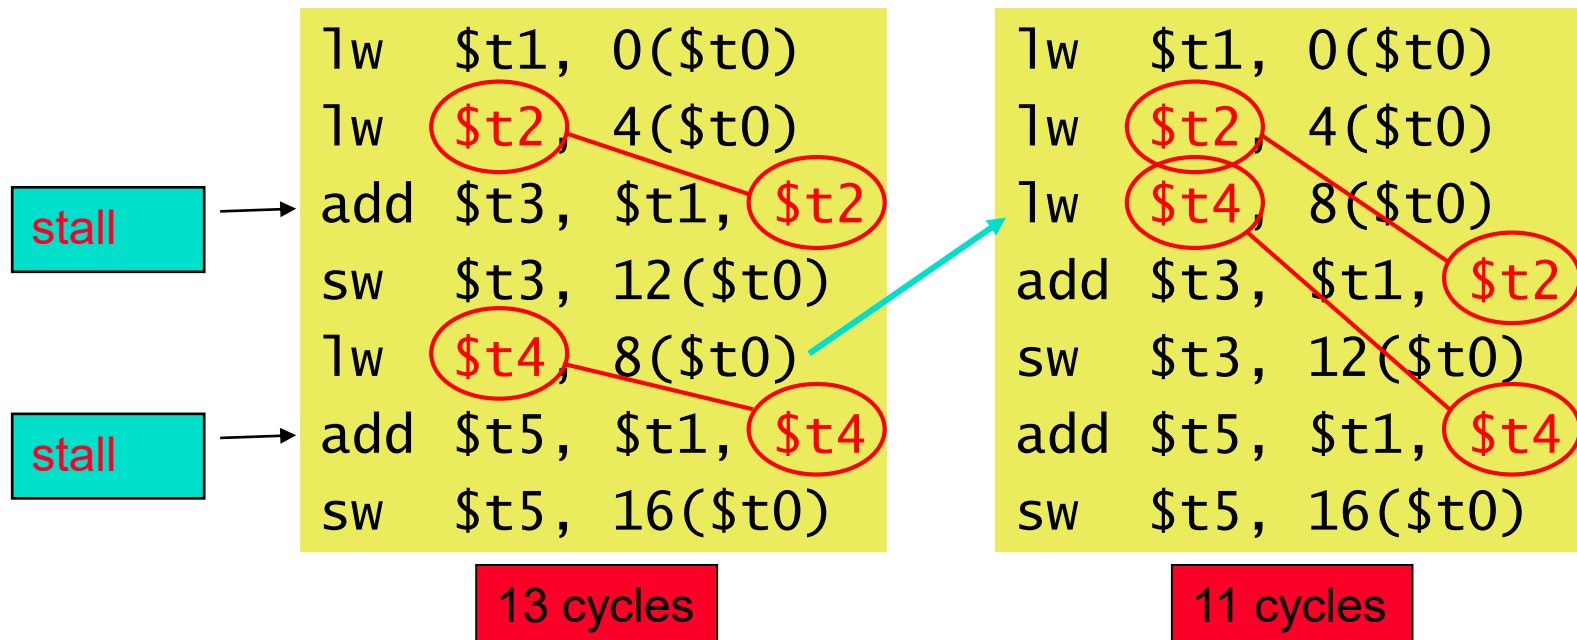 stall
stall
lw $t1, 0($t0)
lw $t2, 4($t0)
add $t3, $t1, $t2
sw $t3, 12($t0)
lw $t4, 8($t0)
add $t5, $t1, $t4
sw $t5, 16($t0)
13 cycles
lw $t1, 0($t0)
lw $t2, 4($t0)
lw $t4, 8($t0)
add $t3, $t1, $t2
sw $t3, 12($t0)
add $t5, $t1, $t4
sw $t5, 16($t0)
11 cycles